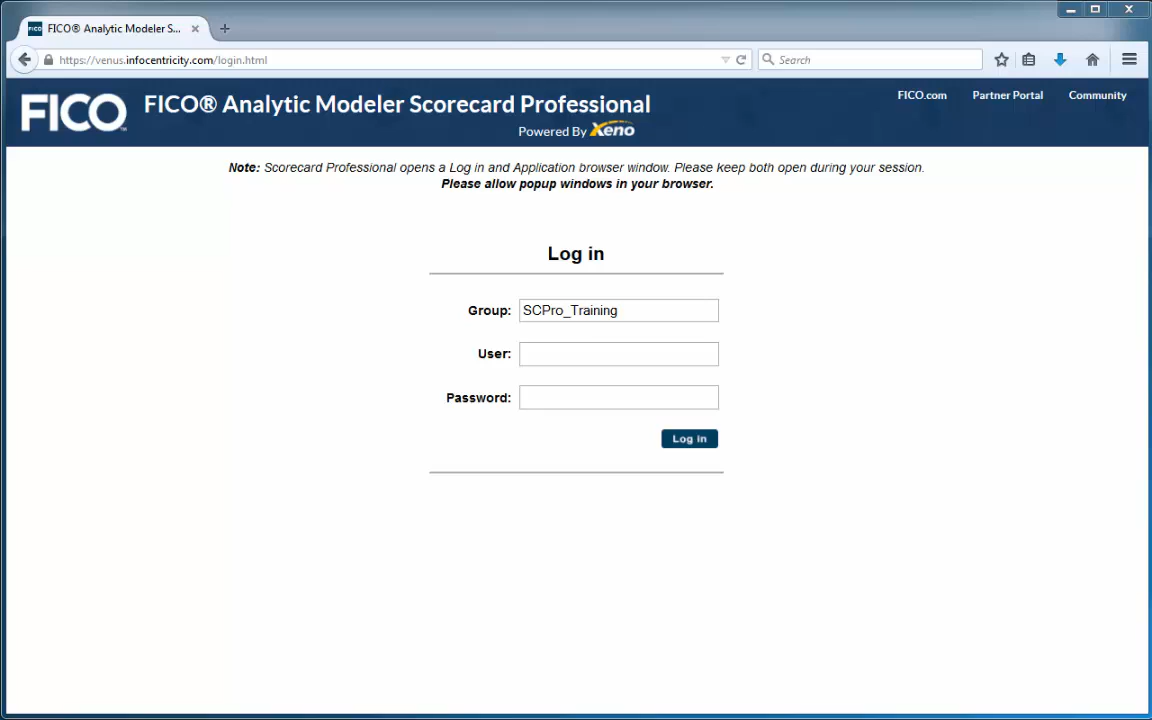 FICO® Analytic Modeler S...
https://venus.infocentricity.com/login.html
Search
FICO
FICO® Analytic Modeler Scorecard Professional
Powered By Xeno
FICO.com
Partner Portal
Community
Note: Scorecard Professional opens a Log in and Application browser window. Please keep both open during your session.
Please allow popup windows in your browser.
Log in
Group: SCPro_Training
User:
Password:
Log in